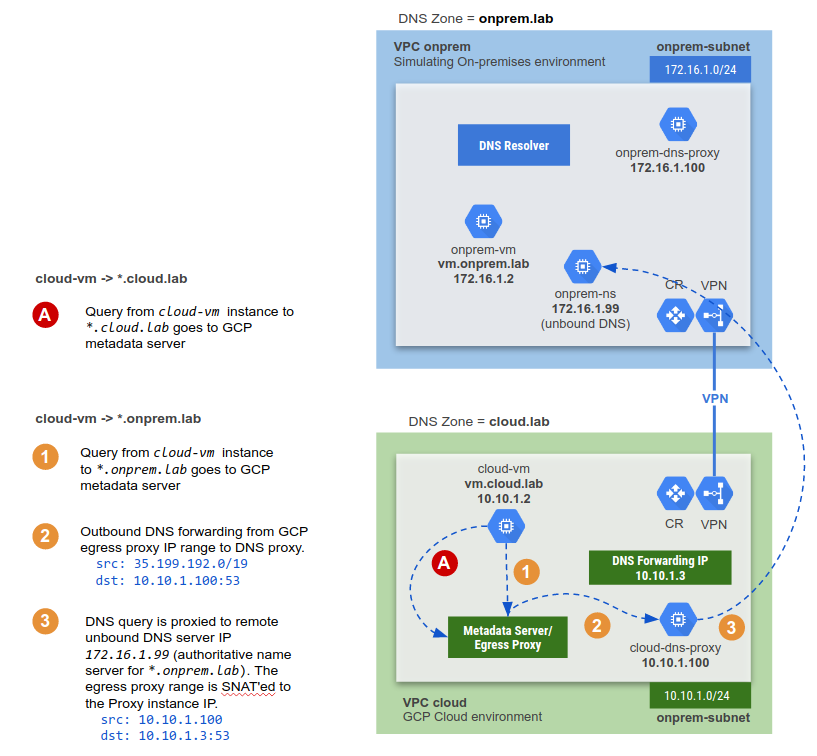 DNS Zone = onprem.lab
VPC onprem
Simulating On-premises environment
onprem-subnet
172.16.1.0/24
DNS Resolver
onprem-dns-proxy
172.16.1.100
onprem-vm
vm.onprem.lab
172.16.1.2
onprem-ns
172.16.1.99
(unbound DNS)
CR
VPN
VPN
cloud-vm -> *.cloud.lab
A
Query from cloud-vm instance to
*.cloud.lab goes to GCP
metadata server
cloud-vm -> *.onprem.lab
1
Query from cloud-vm instance
to *.onprem.lab goes to GCP
metadata server
2
Outbound DNS forwarding from GCP
egress proxy IP range to DNS proxy.
src: 35.199.192.0/19
dst: 10.10.1.100:53
3
DNS query is proxied to remote
unbound DNS server IP
172.16.1.99 (authoritative name
server for *.onprem.lab). The
egress proxy range is SNAT'ed to
the Proxy instance IP.
src: 10.10.1.100
dst: 10.10.1.3:53
DNS Zone = cloud.lab
cloud-vm
vm.cloud.lab
10.10.1.2
CR
VPN
A
1
DNS Forwarding IP
10.10.1.3
Metadata Server/
Egress Proxy
2
3
cloud-dns-proxy
10.10.1.100
VPC cloud
GCP Cloud environment
10.10.1.0/24
onprem-subnet